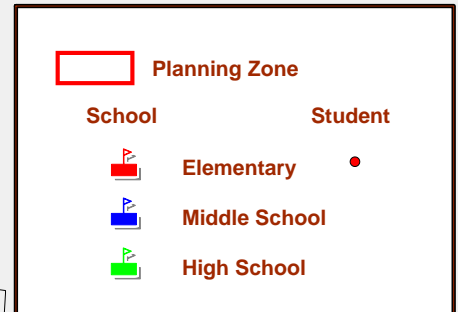 Planning Zone
School Student
Elementary
Middle School
High School